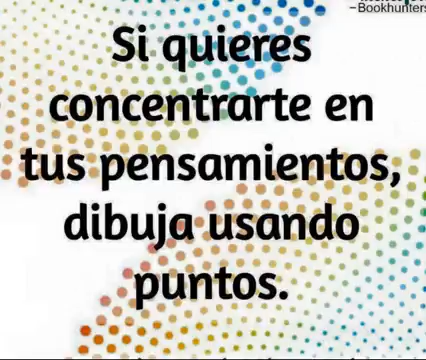 –Bookhunters
Si quieres
concentrarte en
tus pensamientos,
dibuja usando
puntos.